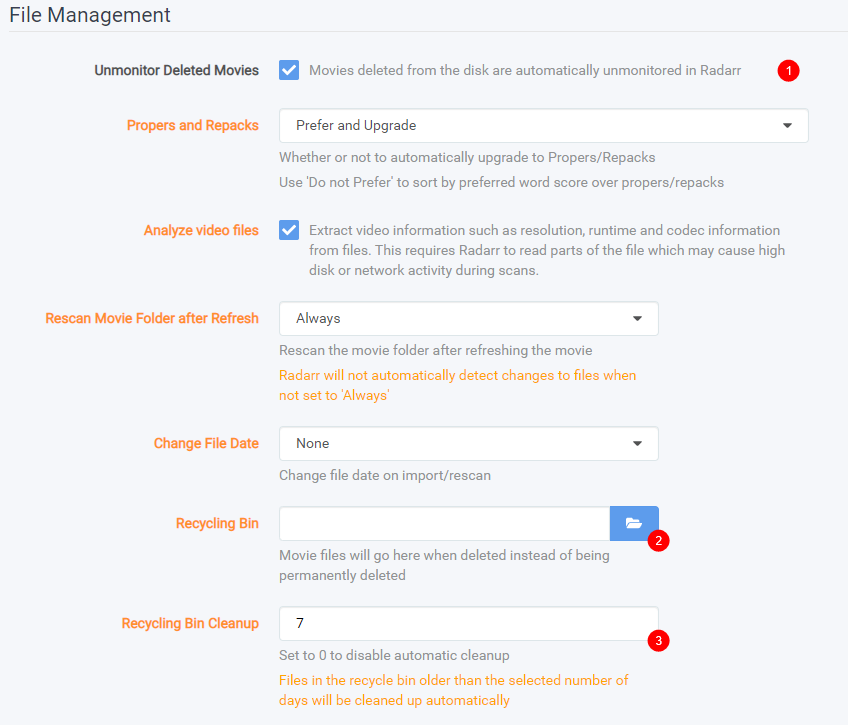 File Management
Unmonitor Deleted Movies
Movies deleted from the disk are automatically unmonitored in Radarr
1
Propers and Repacks
Prefer and Upgrade
Whether or not to automatically upgrade to Propers/Repacks
Use 'Do not Prefer' to sort by preferred word score over propers/repacks
Analyze video files
Extract video information such as resolution, runtime and codec information
from files. This requires Radarr to read parts of the file which may cause high
disk or network activity during scans.
Rescan Movie Folder after Refresh
Always
Rescan the movie folder after refreshing the movie
Radarr will not automatically detect changes to files when
not set to 'Always'
Change File Date
None
Change file date on import/rescan
Recycling Bin
2
Movie files will go here when deleted instead of being
permanently deleted
Recycling Bin Cleanup
7
3
Set to 0 to disable automatic cleanup
Files in the recycle bin older than the selected number of
days will be cleaned up automatically